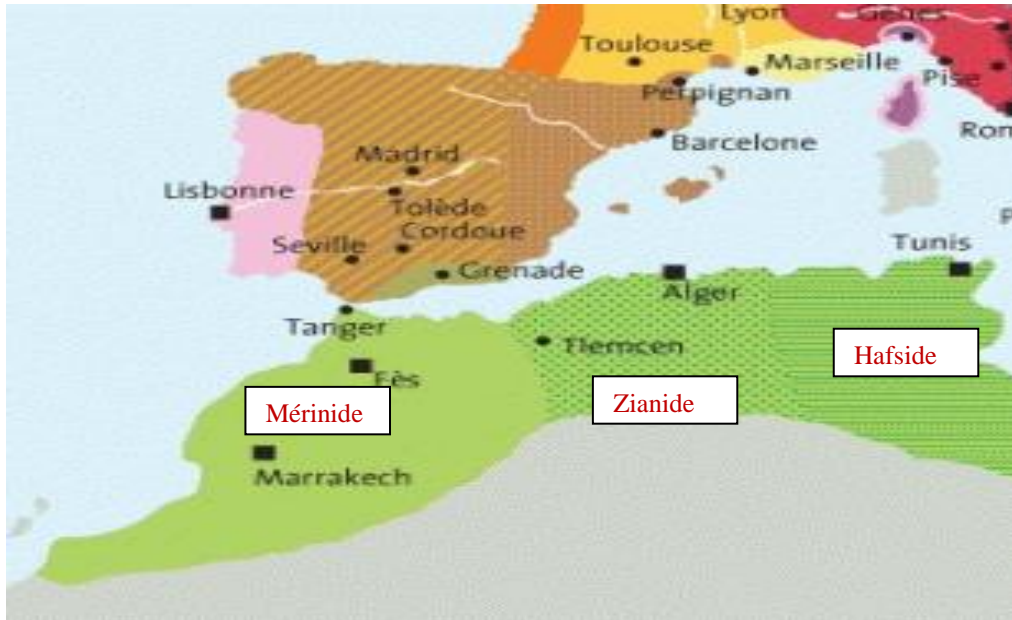 Lyon
Gênes
Toulouse
Marseille
Pise
Perpignan
Barcelone
Madrid
Lisbonne
Tolède
Cordoue
Seville
Grenade
Tunis
Alger
Tanger
Tlemcen
Hafside
Fès
Mérinide
Zianide
Marrakech